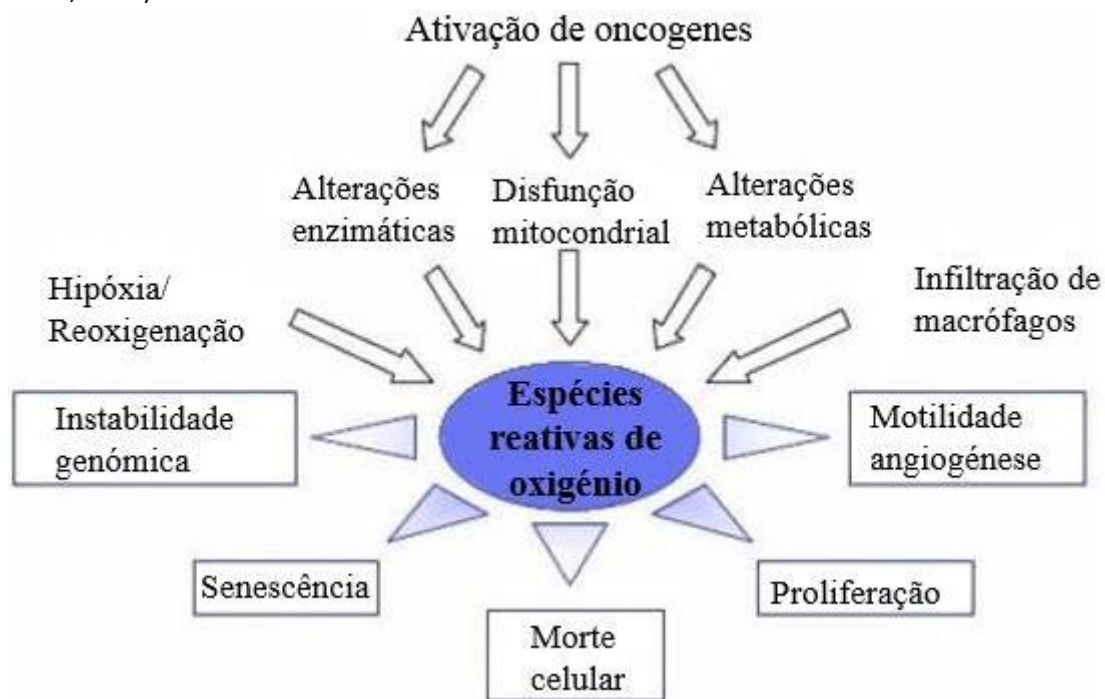 Ativação de oncogenes
Alterações
enzimáticas
Disfunção
mitocondrial
Alterações
metabólicas
Hipóxia/
Reoxigenação
Infiltração de
macrófagos
Espécies
reativas de
oxigénio
Instabilidade
genómica
Motilidade
angiogénese
Senescência
Proliferação
Morte
celular